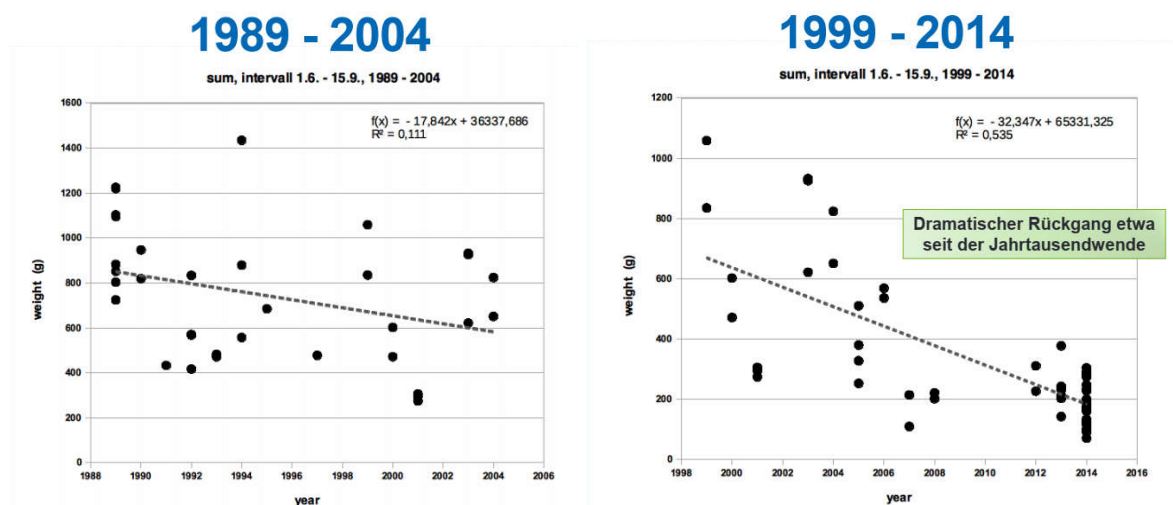 1989 - 2004
sum, intervall 1.6. - 15.9., 1989 - 2004
f(x) = - 17,842x + 36337,686
R² = 0,111
1600
1400
1200
1000
800
600
400
200
0
weight (g)
1988 1990 1992 1994 1996 1998 2000 2002 2004 2006
year
1999 - 2014
sum, intervall 1.6. - 15.9., 1999 - 2014
f(x) = - 32,347x + 65331,325
R² = 0,535
Dramatischer Rückgang etwa
seit der Jahrtausendwende
1200
1000
800
600
400
200
0
weight (g)
1998 2000 2002 2004 2006 2008 2010 2012 2014 2016
year